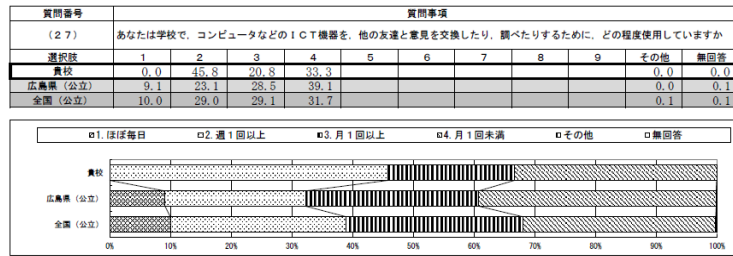 質問番号 質問事項
(27) あなたは学校で，コンピュータなどのＩＣＴ機器を，他の友達と意見を交換したり，調べたりするために，どの程度使用していますか
選択肢 1 2 3 4 5 6 7 8 9 その他 無回答
貴校 0.0 45.8 20.8 33.3 0.0 0.0
広島県（公立） 9.1 23.1 28.5 39.1 0.0 0.1
全国（公立） 10.0 29.0 29.1 31.7 0.1 0.1
1.ほぼ毎日 2.週1回以上 3.月1回以上 4.月1回未満 その他 無回答
貴校
広島県（公立）
全国（公立）
0% 10% 20% 30% 40% 50% 60% 70% 80% 90% 100%